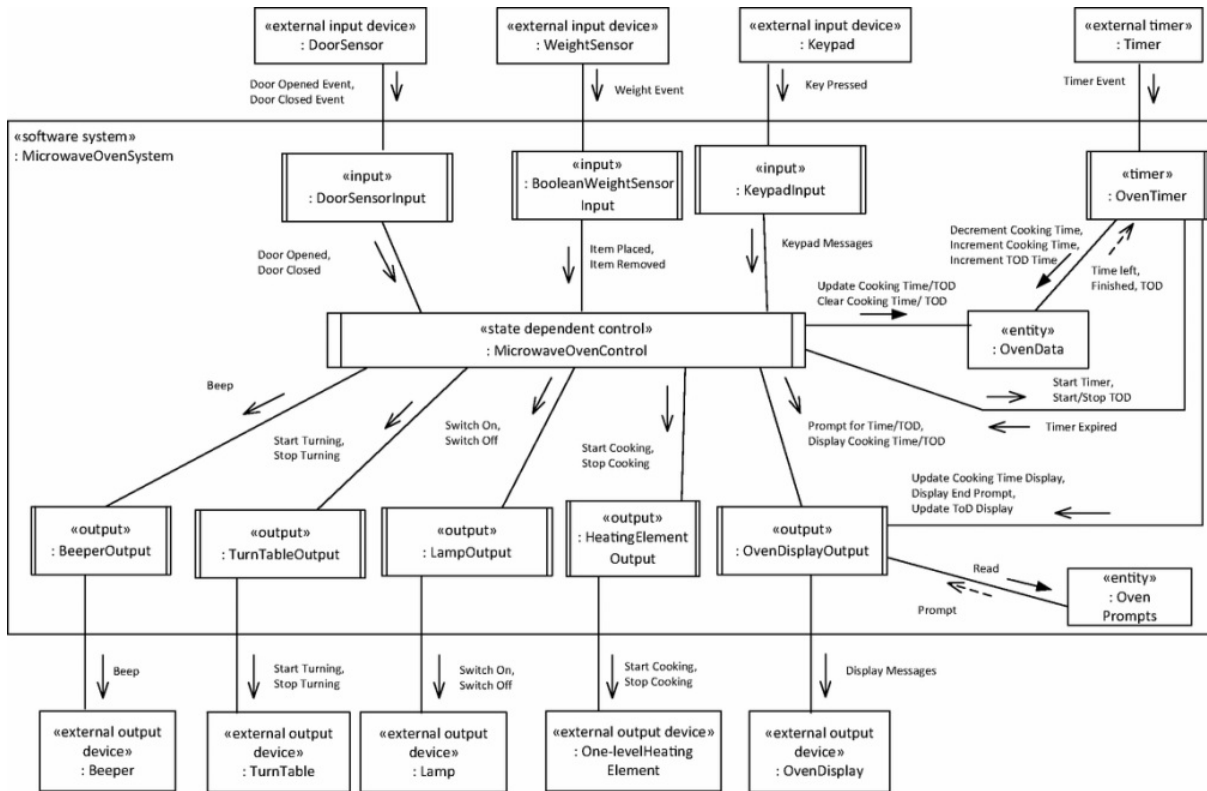 «external input device»
: DoorSensor
«external input device»
: WeightSensor
«external input device»
: Keypad
«external timer»
: Timer
Door Opened Event,
Door Closed Event
Weight Event
Key Pressed
Timer Event
«software system»
: MicrowaveOvenSystem
«input»
: DoorSensorInput
«input»
: BooleanWeightSensor
Input
«input»
: KeypadInput
«timer»
: OvenTimer
Door Opened,
Door Closed
Item Placed,
Item Removed
Keypad Messages
Decrement Cooking Time,
Increment Cooking Time,
Increment TOD Time
Time left,
Finished, TOD
Update Cooking Time/TOD
Clear Cooking Time/ TOD
«state dependent control»
: MicrowaveOvenControl
«entity»
: OvenData
Beep
Start Turning,
Stop Turning
Switch On,
Switch Off
Start Cooking,
Stop Cooking
Prompt for Time/TOD,
Display Cooking Time/TOD
Start Timer,
Start/Stop TOD
Timer Expired
Update Cooking Time Display,
Display End Prompt,
Update ToD Display
«output»
: BeeperOutput
«output»
: TurnTableOutput
«output»
: LampOutput
«output»
: HeatingElement
Output
«output»
: OvenDisplayOutput
Read
Prompt
«entity»
: Oven
Prompts
Beep
Start Turning,
Stop Turning
Switch On,
Switch Off
Start Cooking,
Stop Cooking
Display Messages
«external output
device»
: Beeper
«external output
device»
: TurnTable
«external output
device»
: Lamp
«external output device»
: One-levelHeating
Element
«external output
device»
: OvenDisplay